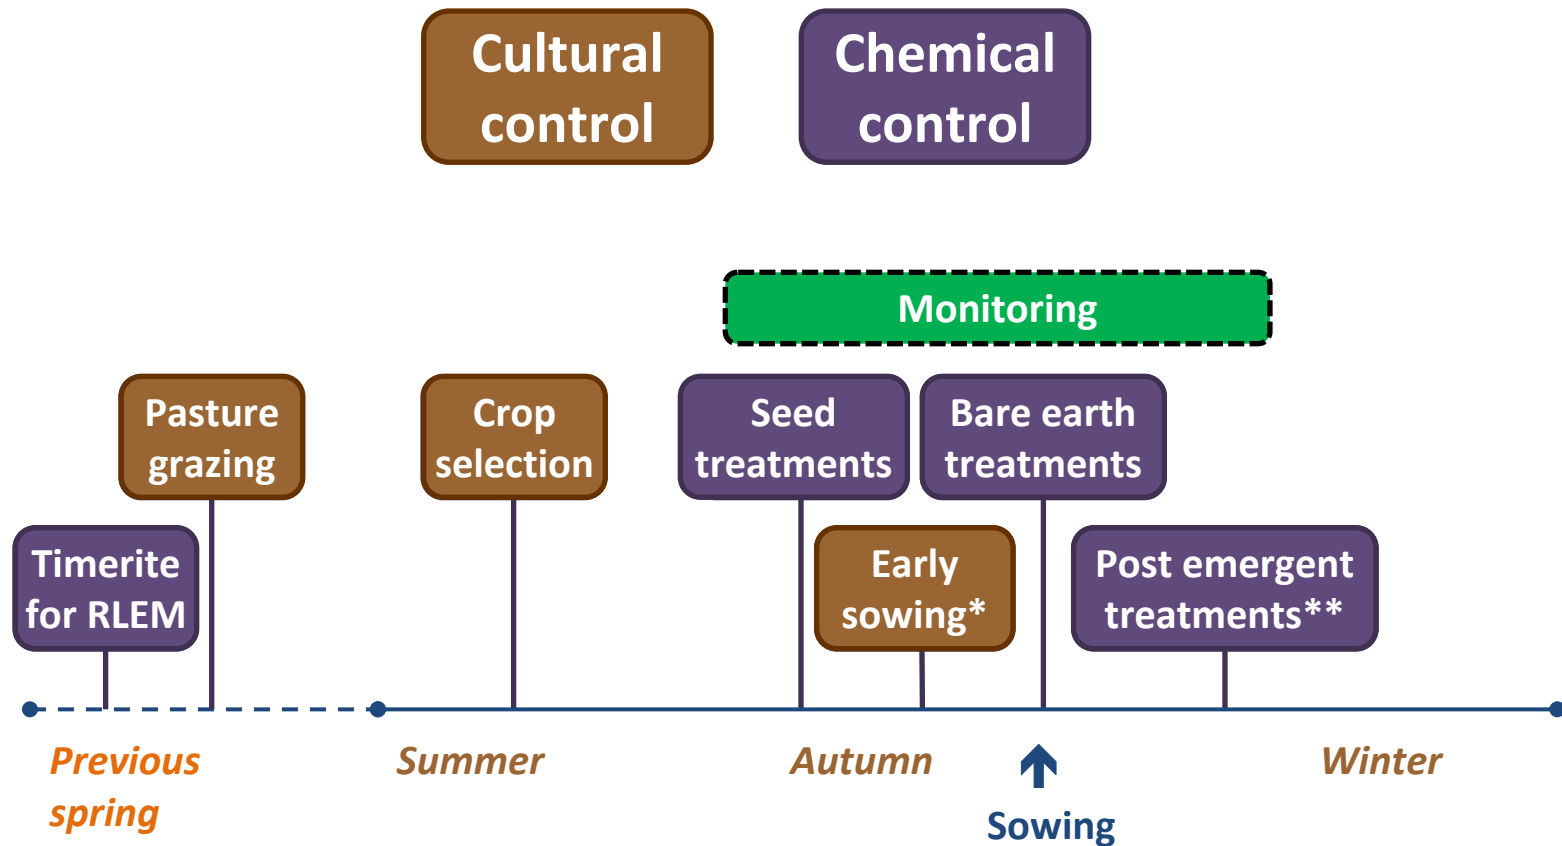 Cultural
control
Chemical
control
Monitoring
Pasture
grazing
Crop
selection
Seed
treatments
Bare earth
treatments
Timerite
for RLEM
Early
sowing*
Post emergent
treatments**
Previous
spring
Summer
Autumn
Winter
Sowing